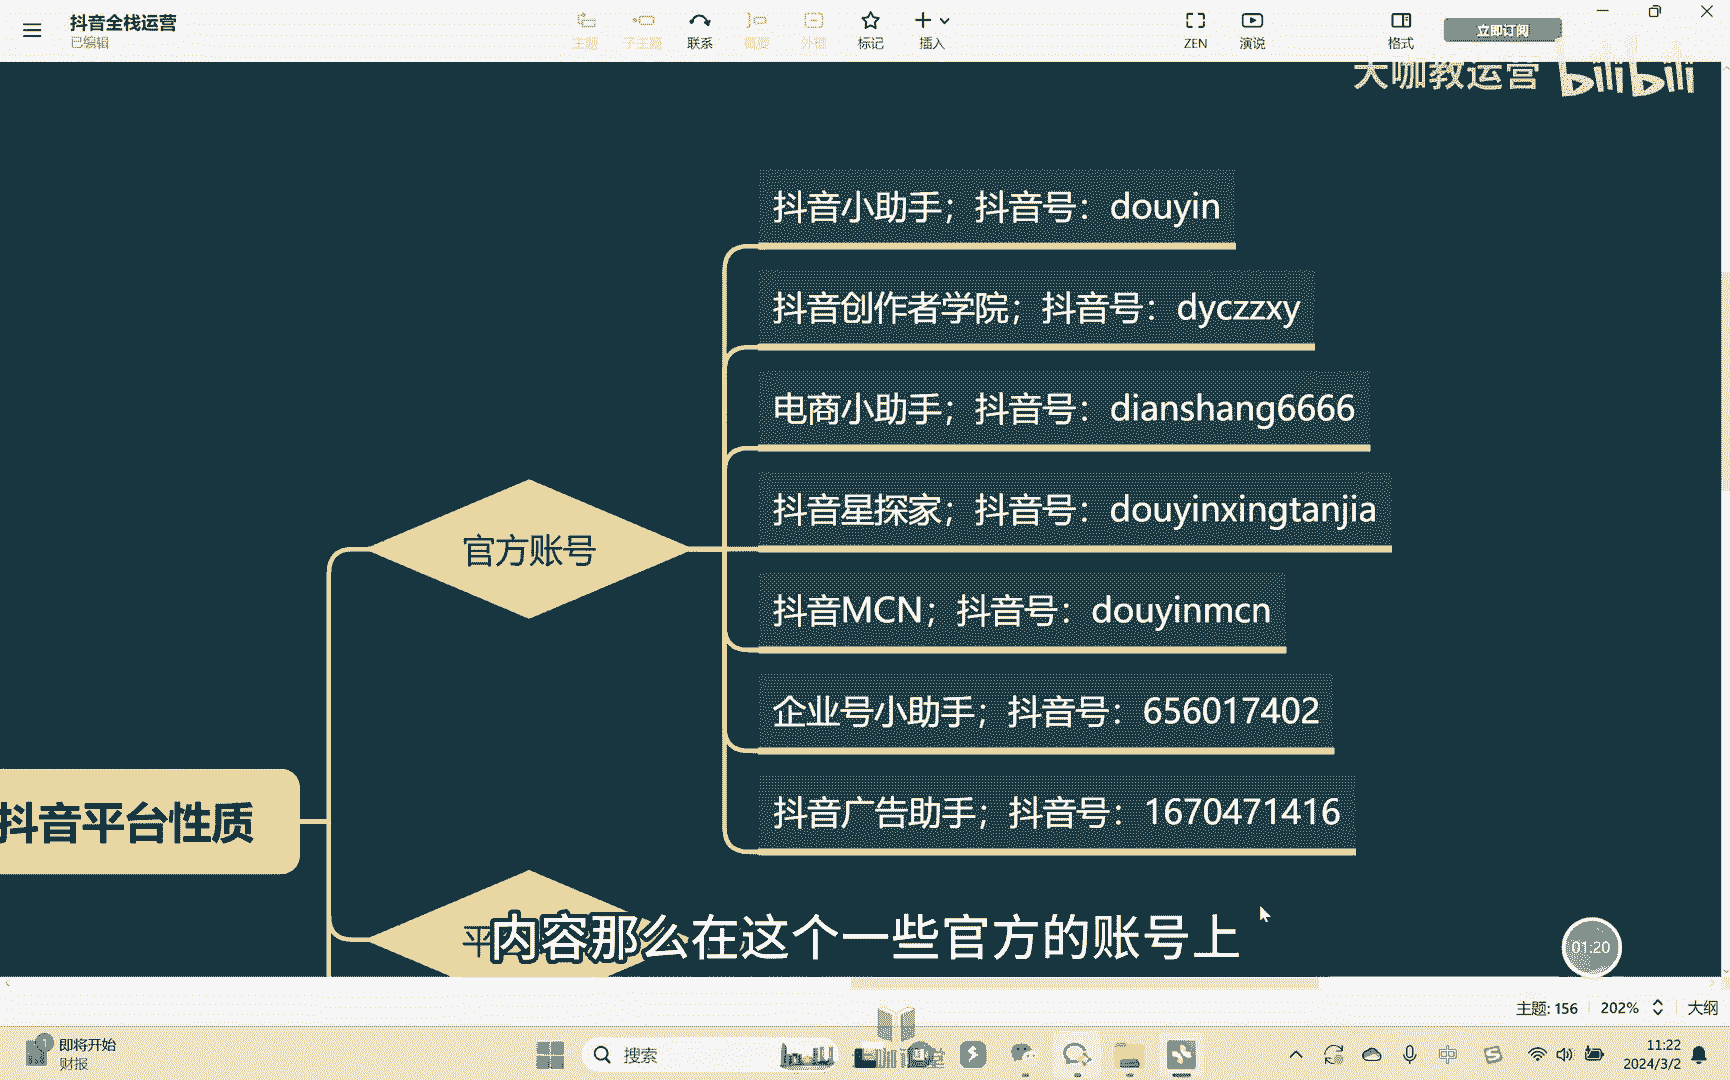 抖音全栈运营
已编辑
主题
子主题
联系
概要
外框
标记
插入
ZEN
演说
格式
立即订阅
大咖教运营 bilibili
抖音小助手；抖音号：douyin
抖音创作者学院；抖音号：dyczzxy
电商小助手；抖音号：dianshang6666
抖音星探家；抖音号：douyinxingtanjia
抖音MCN；抖音号：douyinmcn
企业号小助手；抖音号：656017402
抖音广告助手；抖音号：1670471416
官方账号
抖音平台性质
平
内容那么在这个一些官方的账号上
01:20
主题: 156
202%
大纲
1
即将开始
财报
搜索
中
11:22
2024/3/2